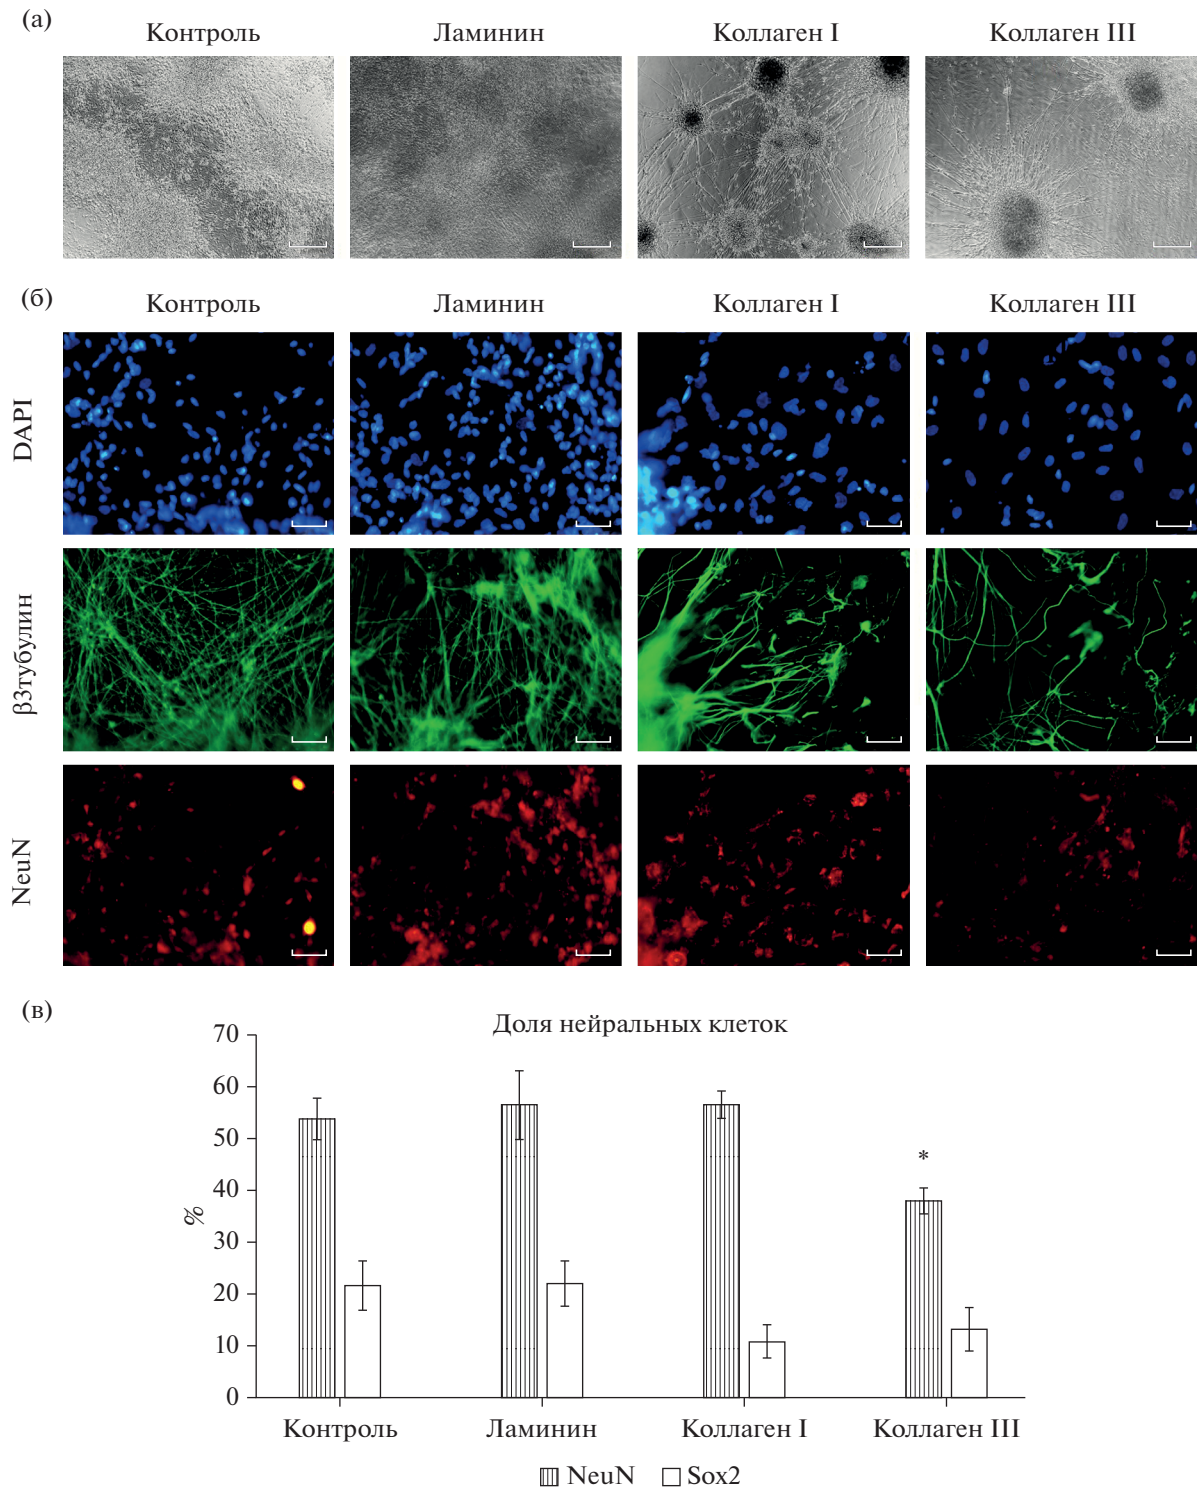 (а)
Контроль Ламинин Коллаген I Коллаген III
(б)
Контроль Ламинин Коллаген I Коллаген III
DAPI
β3тубулин
NeuN
(в)
Доля нейральных клеток
70
60
50
*
40
%
30
20
10
0
Контроль Ламинин Коллаген I Коллаген III
NeuN Sox2